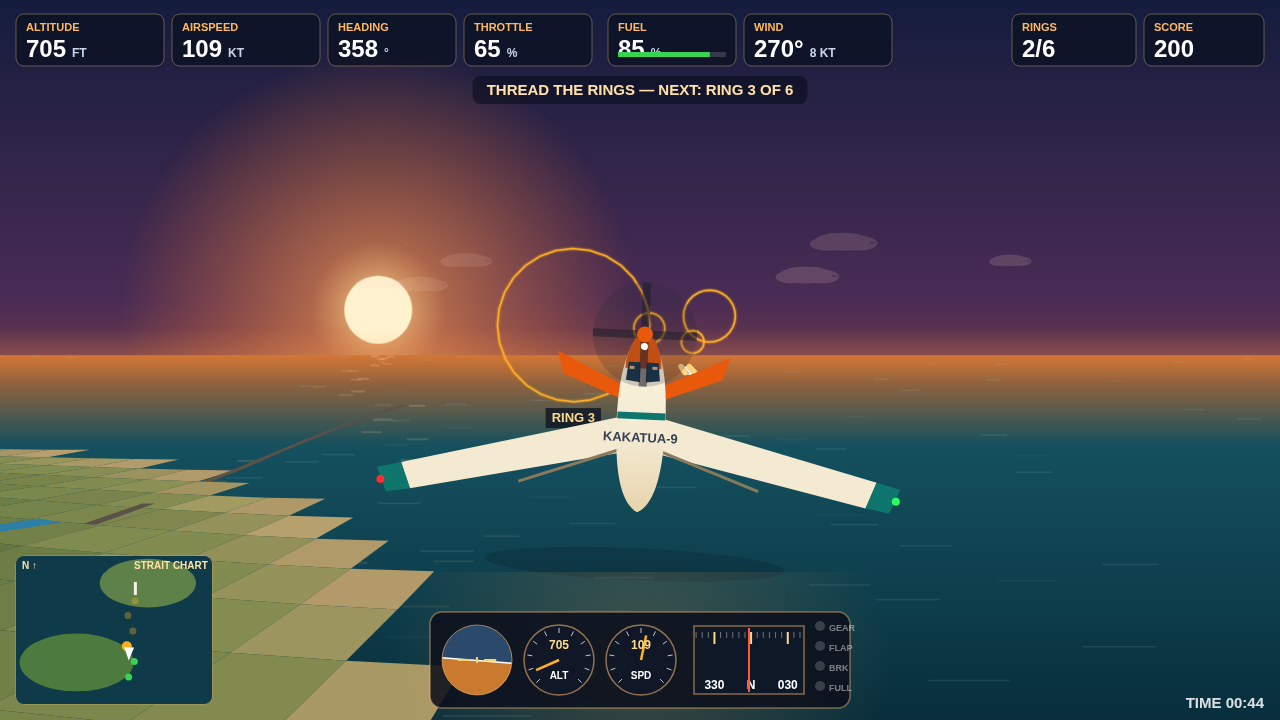 ALTITUDE
705 FT
AIRSPEED
109 KT
HEADING
358 °
THROTTLE
65 %
FUEL
85 %
WIND
270° 8 KT
RINGS
2/6
SCORE
200
THREAD THE RINGS — NEXT: RING 3 OF 6
RING 3
KAKATUA-9
N ↑
STRAIT CHART
705
ALT
109
SPD
330 N 030
GEAR
FLAP
BRK
FULL
TIME 00:44